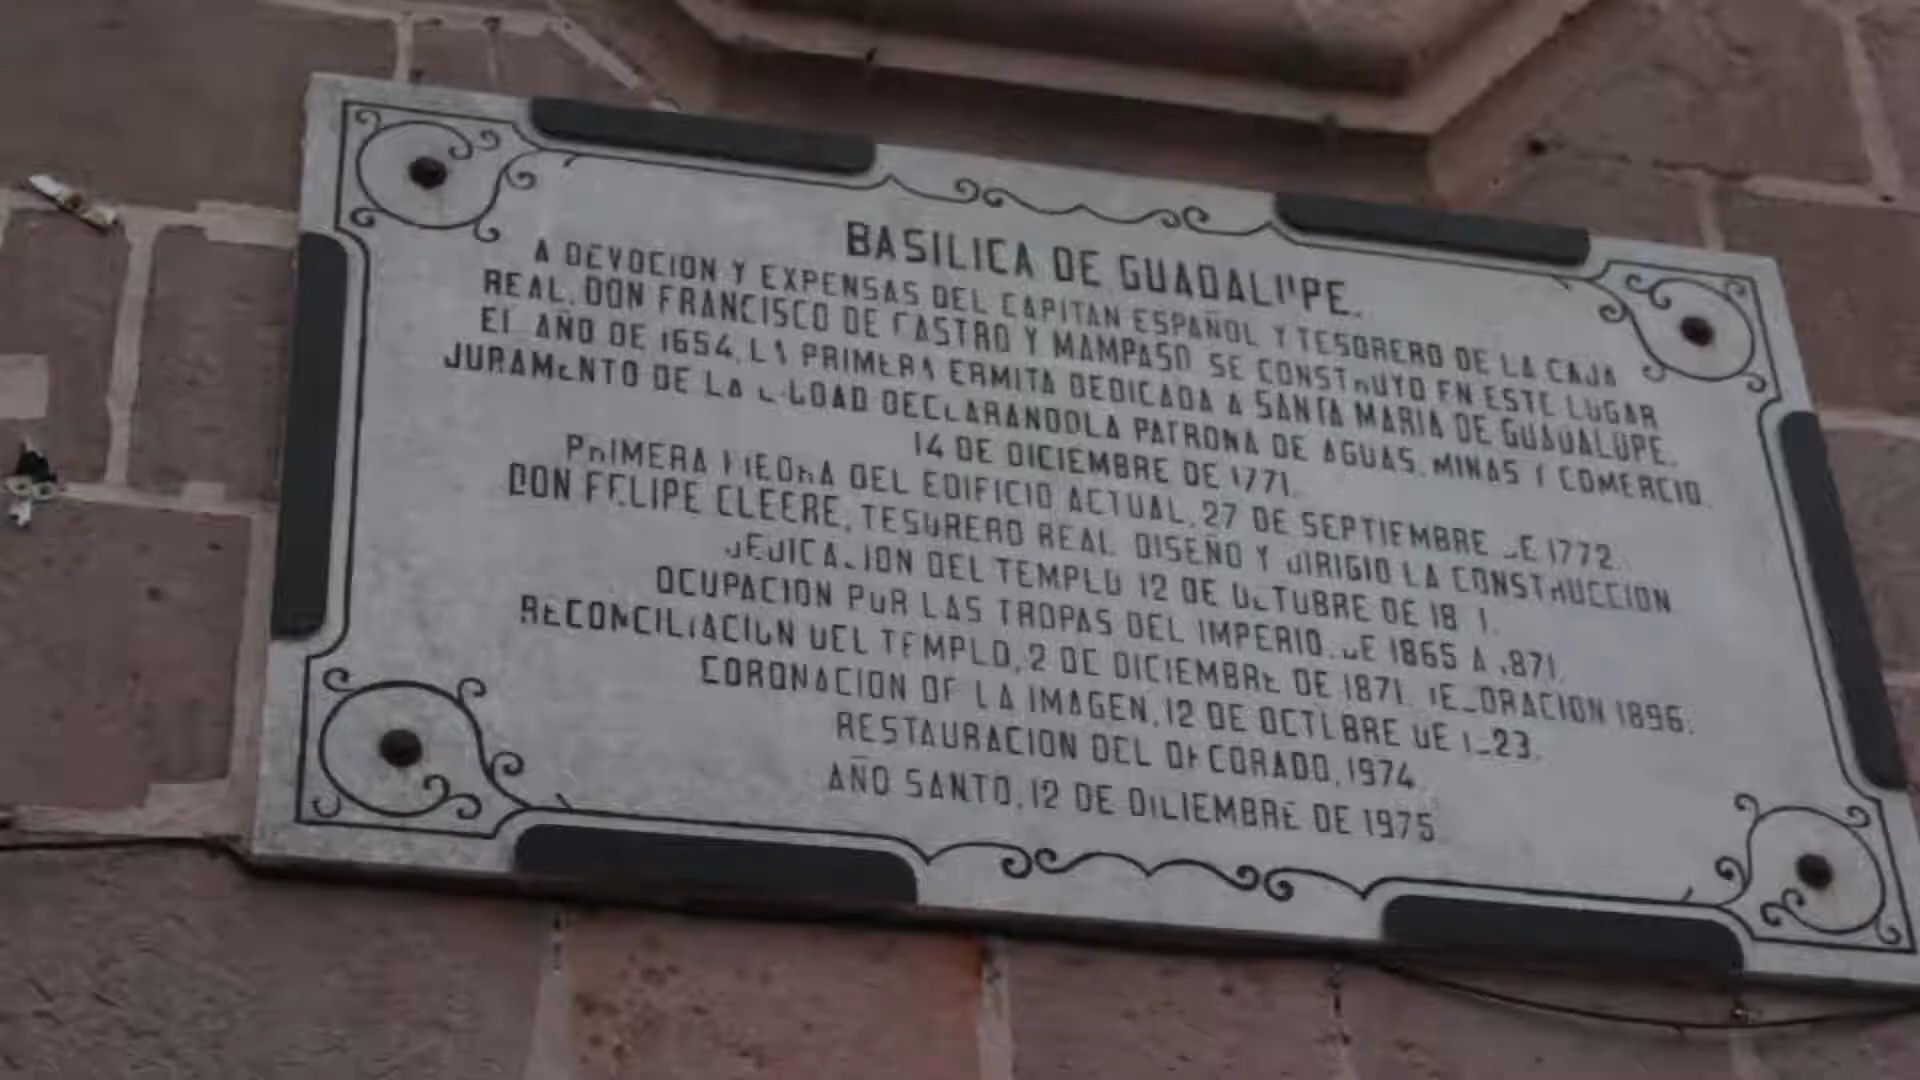 BASILICA DE GUADALUPE.
A DEVOCION Y EXPENSAS DEL CAPITAN ESPAÑOL Y TESORERO DE LA CAJA
REAL, DON FRANCISCO DE CASTRO Y MAMPASO SE CONSTRUYO EN ESTE LUGAR
EL AÑO DE 1654, LA PRIMERA ERMITA DEDICADA A SANTA MARIA DE GUADALUPE.
JURAMENTO DE LA CIUDAD DECLARANDOLA PATRONA DE AGUAS, MINAS Y COMERCIO.
14 DE DICIEMBRE DE 1771.
PRIMERA PIEDRA DEL EDIFICIO ACTUAL, 27 DE SEPTIEMBRE DE 1772.
DON FELIPE CLEERE, TESORERO REAL DISEÑO Y DIRIGIO LA CONSTRUCCION
DEDICACION DEL TEMPLO 12 DE OCTUBRE DE
OCUPACION POR LAS TROPAS DEL IMPERIO, DE 1865 A 1871.
RECONCILIACION DEL TEMPLO, 2 DE DICIEMBRE DE 1871. DECORACION 1896.
CORONACION DE LA IMAGEN, 12 DE OCTUBRE DE
RESTAURACION DEL DECORADO, 1974
AÑO SANTO, 12 DE DICIEMBRE DE 1975